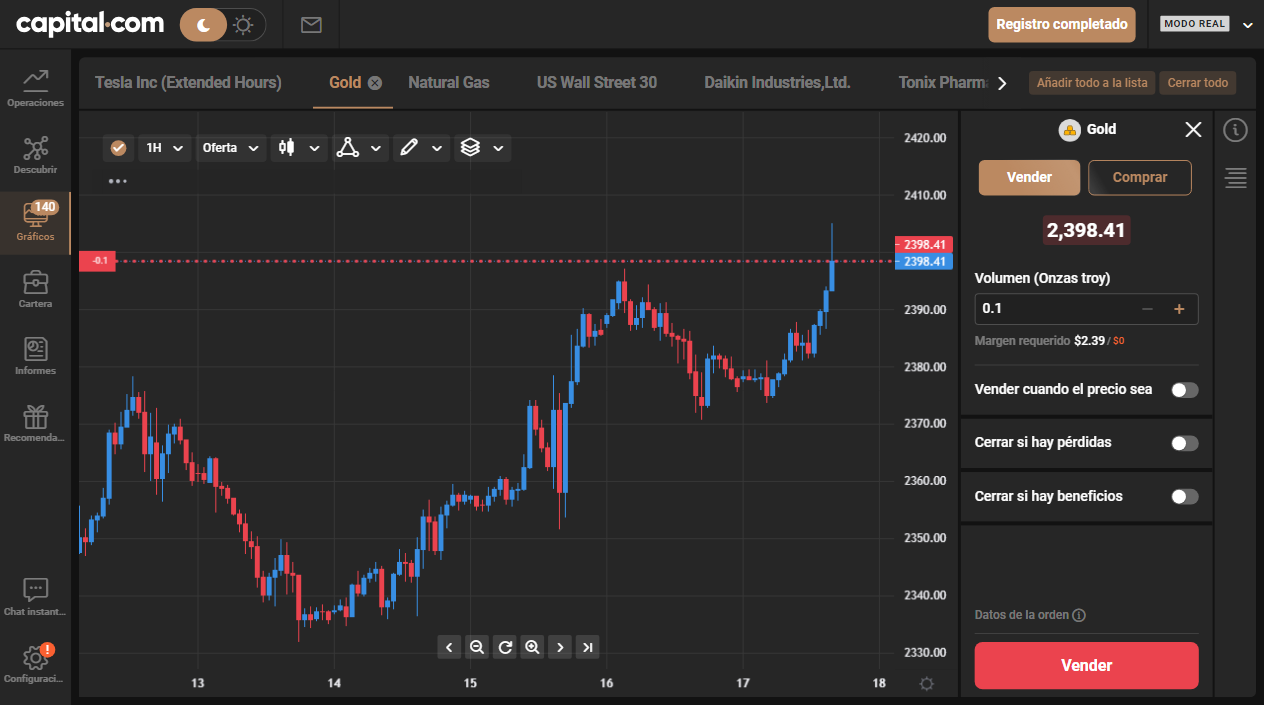 capital.com
Registro completado
MODO REAL
Operaciones
Descubrir
140
Gráficos
Cartera
Informes
Recomenda...
Chat instant...
!
Configuraci...
Tesla Inc (Extended Hours)
Gold
Natural Gas
US Wall Street 30
Daikin Industries,Ltd.
Tonix Pharm
Añadir todo a la lista
Cerrar todo
1H
Oferta
-0.1
2420.00
2410.00
2398.41
2398.41
2390.00
2380.00
2370.00
2360.00
2350.00
2340.00
2330.00
13
14
15
16
17
18
Gold
Vender
Comprar
2,398.41
Volumen (Onzas troy)
0.1
Margen requerido $2.39 / $0
Vender cuando el precio sea
Cerrar si hay pérdidas
Cerrar si hay beneficios
Datos de la orden
Vender